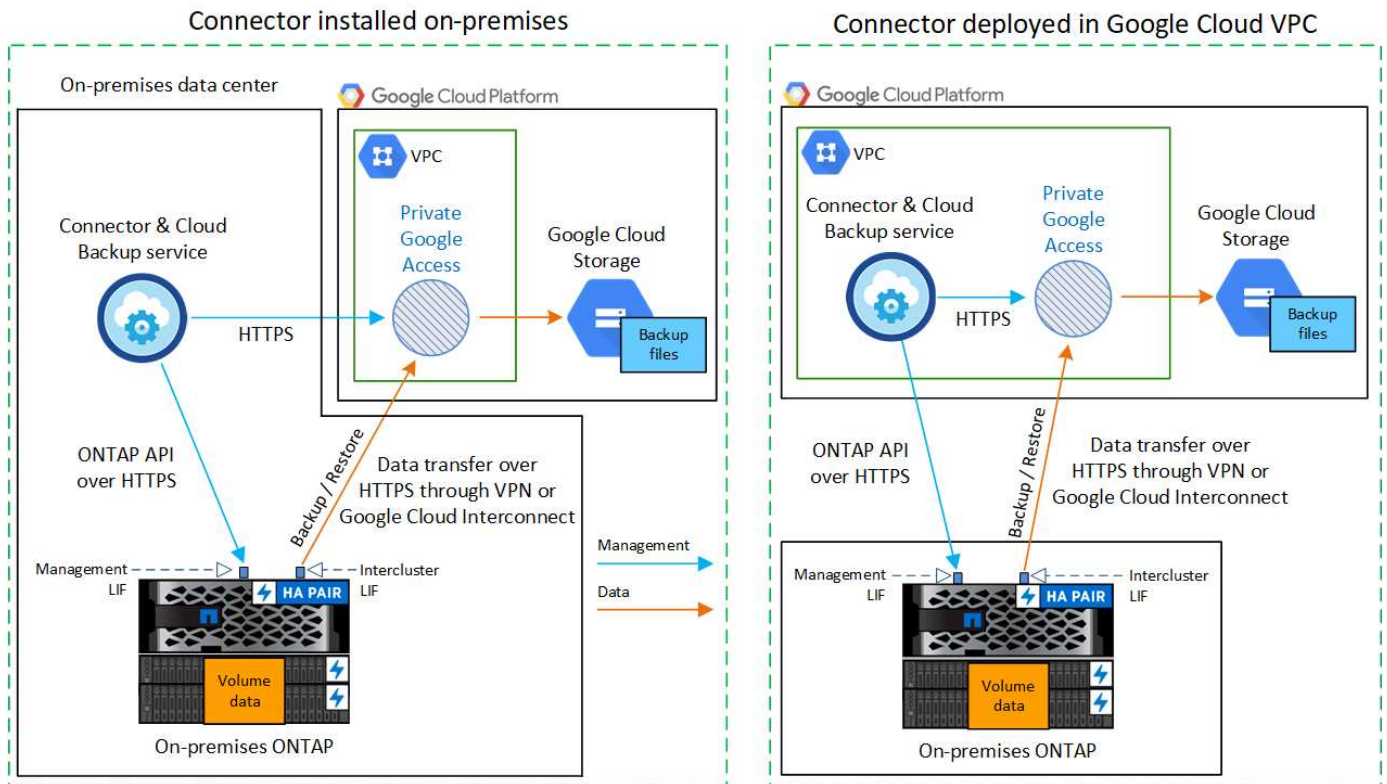 Connector installed on-premises
On-premises data center
Google Cloud Platform
VPC
Connector & Cloud
Backup service
Private
Google
Access
Google Cloud
Storage
HTTPS
Backup
files
ONTAP API
over HTTPS
Backup / Restore
Data transfer over
HTTPS through VPN or
Google Cloud Interconnect
Management
LIF
Intercluster
LIF
HA PAIR
Volume
data
On-premises ONTAP
Management
Data
Connector deployed in Google Cloud VPC
Google Cloud Platform
VPC
Connector & Cloud
Backup service
Private
Google
Access
Google Cloud
Storage
HTTPS
Backup
files
ONTAP API
over HTTPS
Backup / Restore
Data transfer over
HTTPS through VPN or
Google Cloud Interconnect
Management
LIF
Intercluster
LIF
HA PAIR
Volume
data
On-premises ONTAP